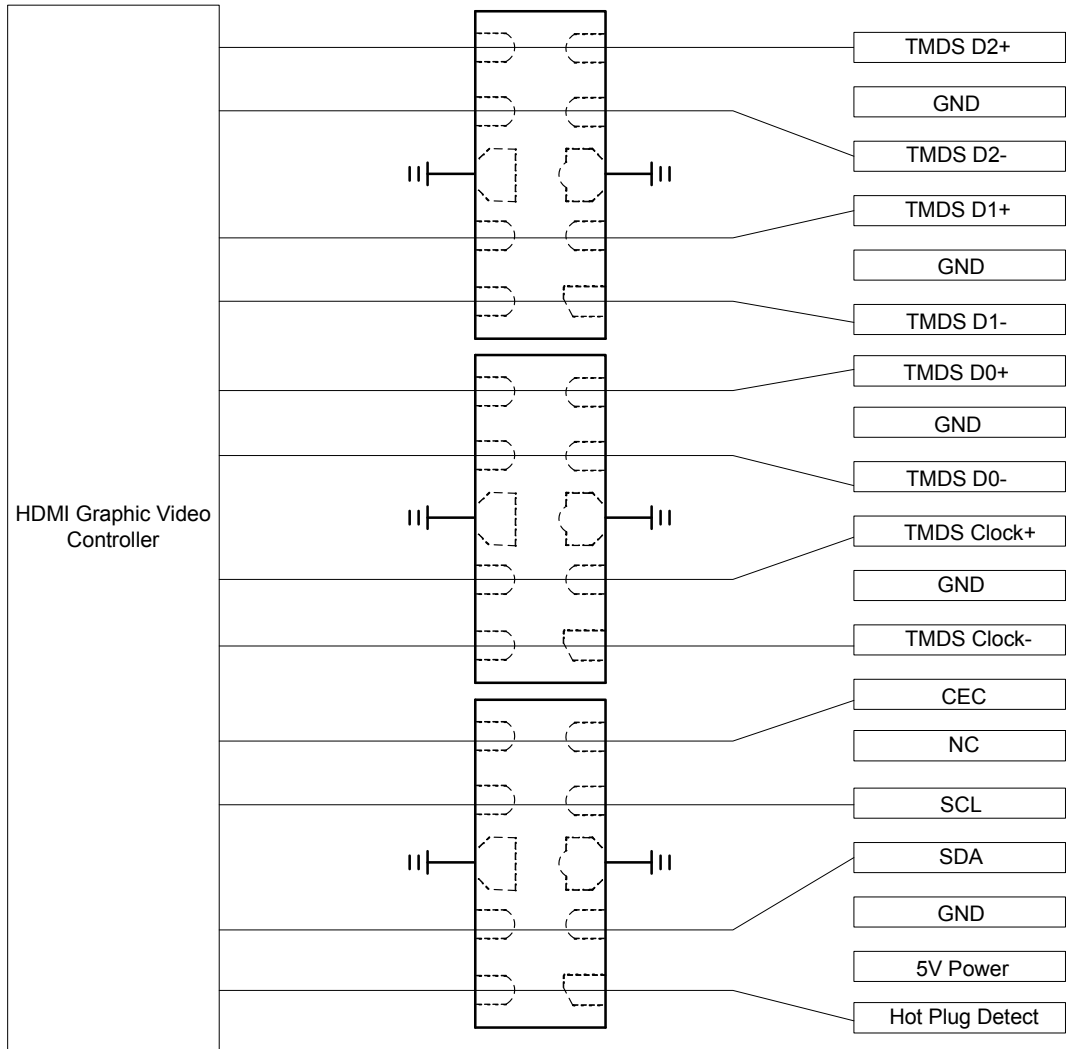 TMDS D2+
GND
TMDS D2-
TMDS D1+
GND
TMDS D1-
TMDS D0+
GND
TMDS D0-
HDMI Graphic Video
Controller
TMDS Clock+
GND
TMDS Clock-
CEC
NC
SCL
SDA
GND
5V Power
Hot Plug Detect